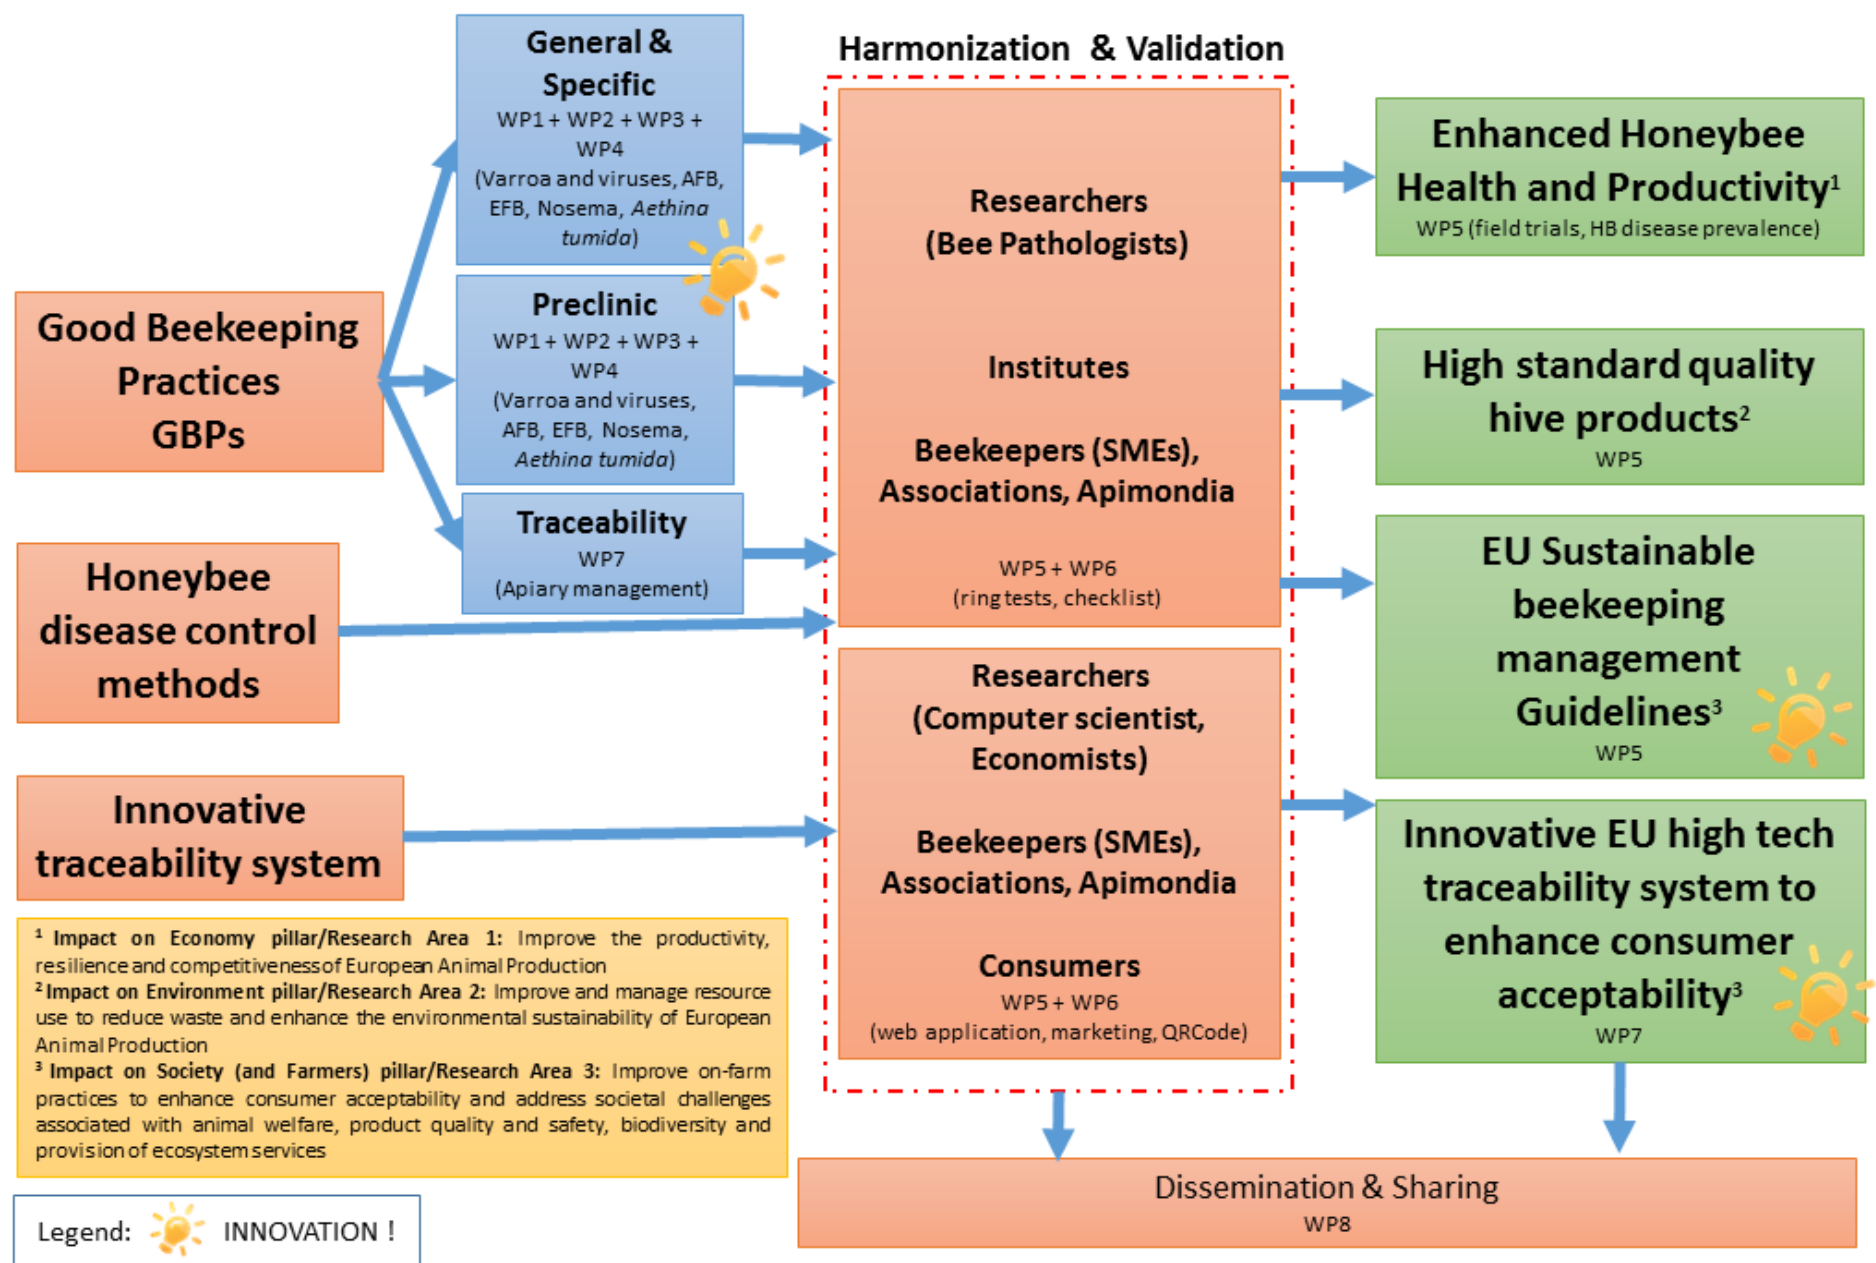 General &
Specific
WP1 + WP2 + WP3 +
WP4
(Varroa and viruses, AFB,
EFB, Nosema, Aethina
tumida)
Harmonization & Validation
Good Beekeeping
Practices
GBPs
Preclinic
WP1 + WP2 + WP3 +
WP4
(Varroa and viruses,
AFB, EFB, Nosema,
Aethina tumida)
Traceability
WP7
(Apiary management)
Honeybee
disease control
methods
Innovative
traceability system
Researchers
(Bee Pathologists)
Institutes
Beekeepers (SMEs),
Associations, Apimondia
WP5 + WP6
(ring tests, checklist)
Researchers
(Computer scientist,
Economists)
Beekeepers (SMEs),
Associations, Apimondia
Consumers
WP5 + WP6
(web application, marketing, QRCode)
Enhanced Honeybee
Health and Productivity¹
WP5 (field trials, HB disease prevalence)
High standard quality
hive products²
WP5
EU Sustainable
beekeeping
management
Guidelines³
WP5
Innovative EU high tech
traceability system to
enhance consumer
acceptability³
WP7
¹ Impact on Economy pillar/Research Area 1: Improve the productivity,
resilience and competitiveness of European Animal Production
² Impact on Environment pillar/Research Area 2: Improve and manage resource
use to reduce waste and enhance the environmental sustainability of European
Animal Production
³ Impact on Society (and Farmers) pillar/Research Area 3: Improve on-farm
practices to enhance consumer acceptability and address societal challenges
associated with animal welfare, product quality and safety, biodiversity and
provision of ecosystem services
Dissemination & Sharing
WP8
Legend: INNOVATION !